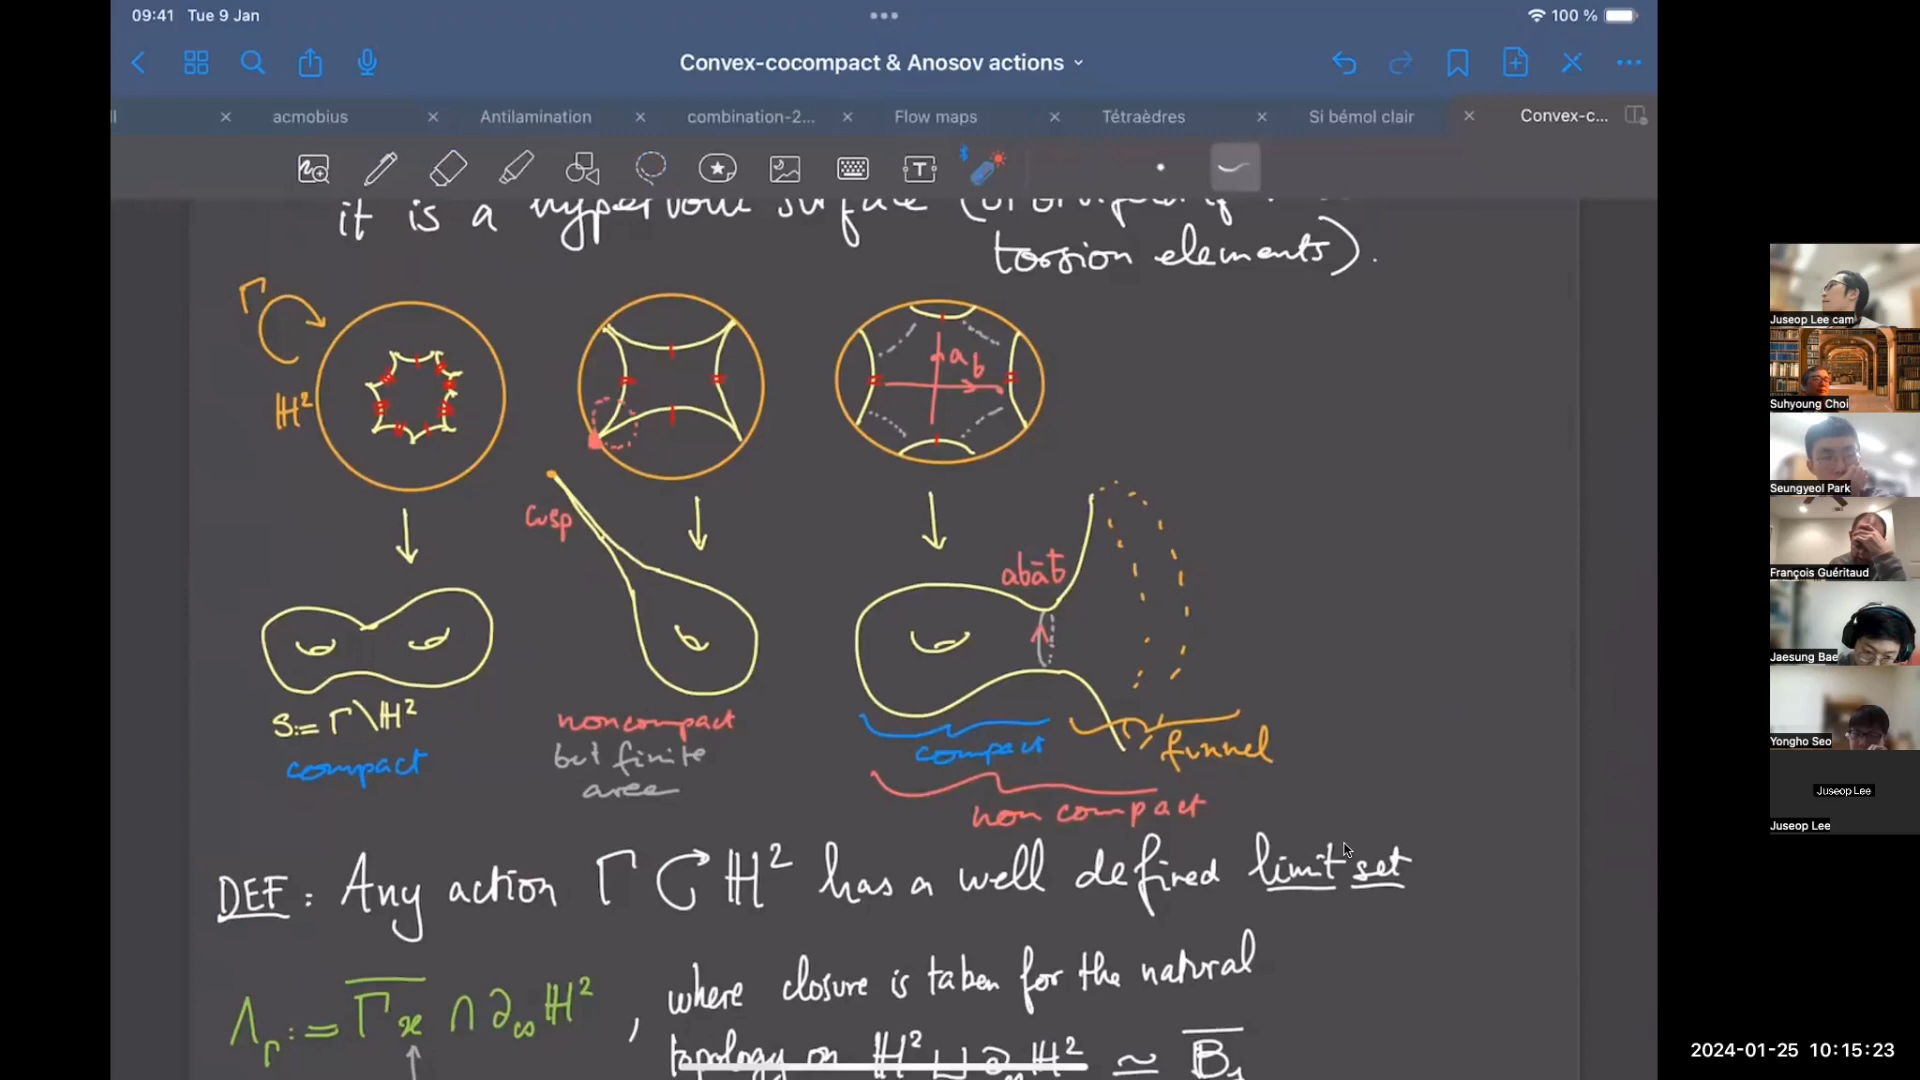 09:41 Tue 9 Jan
100 %
Convex-cocompact & Anosov actions
acmobius
Antilamination
combination-2...
Flow maps
Tétraèdres
Si bémol clair
Convex-c...
it is a surface
torsion elements).
Γ
ℍ²
a
b
cusp
abāb̄
S:= Γ\ℍ²
compact
noncompact
but finite
area
compact
funnel
non compact
DEF : Any action Γ ↻ ℍ² has a well defined limit set
Λ_Γ := \overline{Γx} ∩ ∂∞ℍ² , where closure is taken for the natural
topology on ℍ² ⊔ ∂∞ℍ² ≃ \overline{B}₁
Juseop Lee cam
Suhyoung Choi
Seungyeol Park
François Guéritaud
Jaesung Bae
Yongho Seo
Juseop Lee
Juseop Lee
2024-01-25 10:15:23